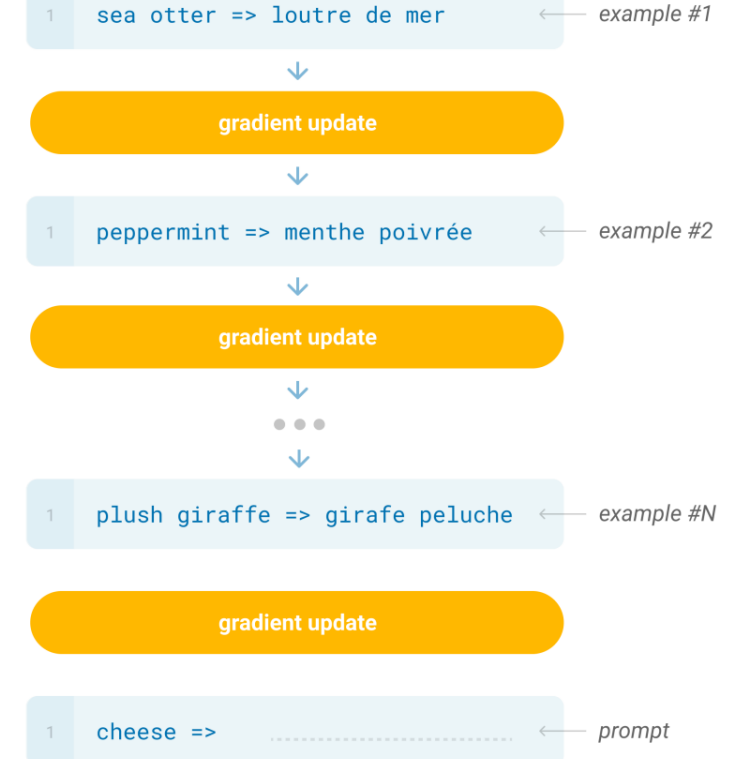 1 sea otter => loutre de mer example #1
gradient update
1 peppermint => menthe poivrée example #2
gradient update
1 plush giraffe => girafe peluche example #N
gradient update
1 cheese => prompt